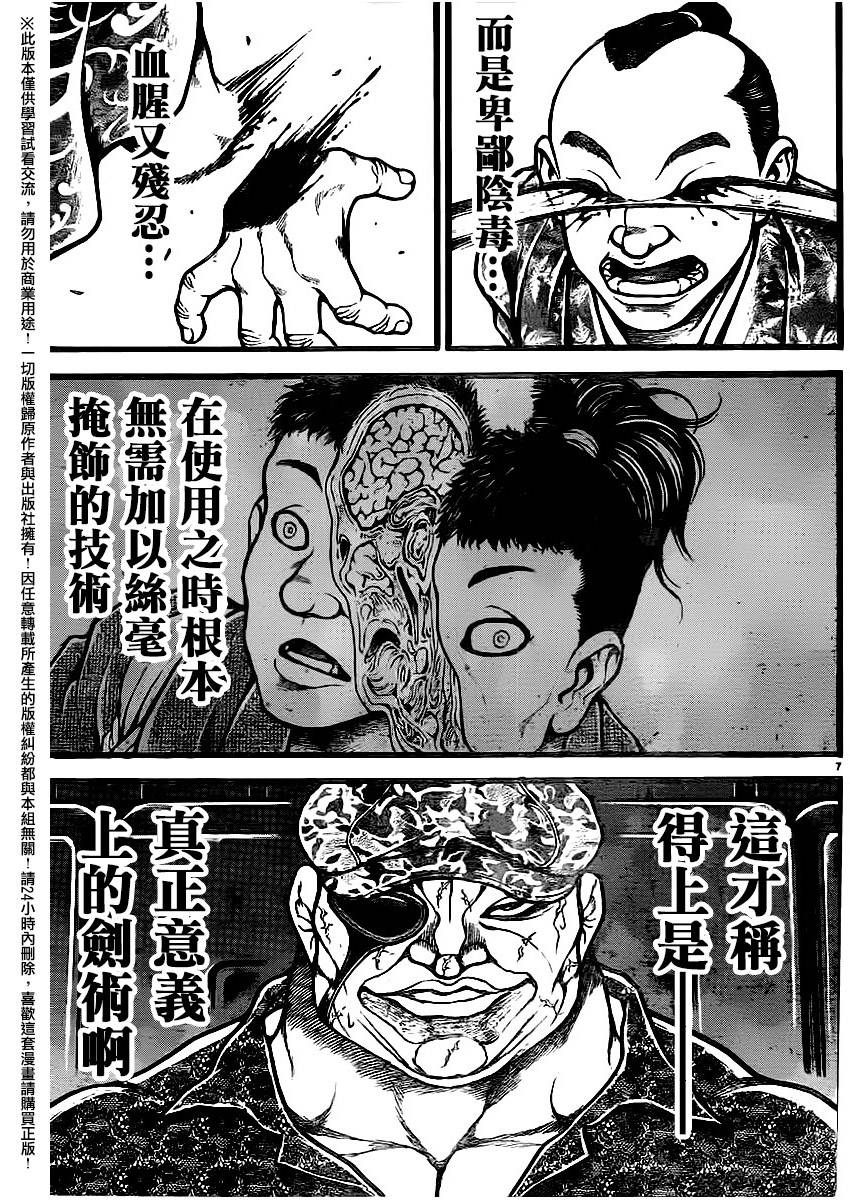 而是卑鄙陰毒…
血腥又殘忍…
在使用之時根本
無需加以絲毫
掩飾的技術
7
這才稱
得上是——
真正意義
上的劍術啊
※此版本僅供學習試看交流，請勿用於商業用途！一切版權歸原作者與出版社擁有！因任意轉載所產生的版權糾紛都與本組無關！請24小時內刪除，喜歡這套漫畫請購買正版！